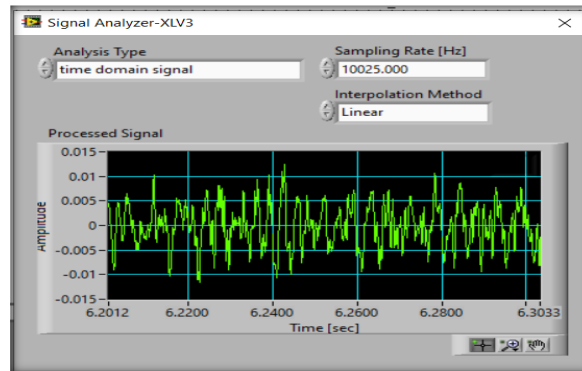 Signal Analyzer-XLV3
Analysis Type
time domain signal
Sampling Rate [Hz]
10025.000
Interpolation Method
Linear
Processed Signal
Amplitude
0.015
0.01
0.005
0
-0.005
-0.01
-0.015
6.2012 6.2200 6.2400 6.2600 6.2800 6.3033
Time [sec]